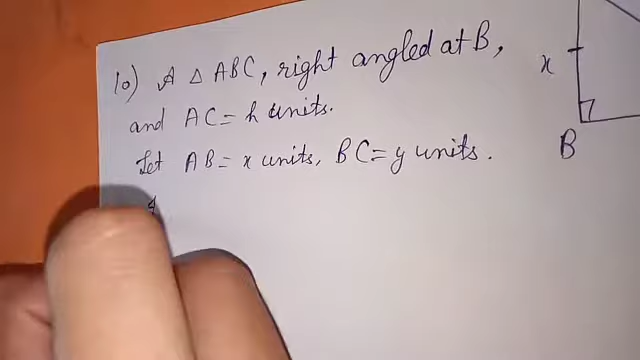 10) A △ ABC, right angled at B,
and AC = h units.
Let AB = x units, BC = y units.
x
B